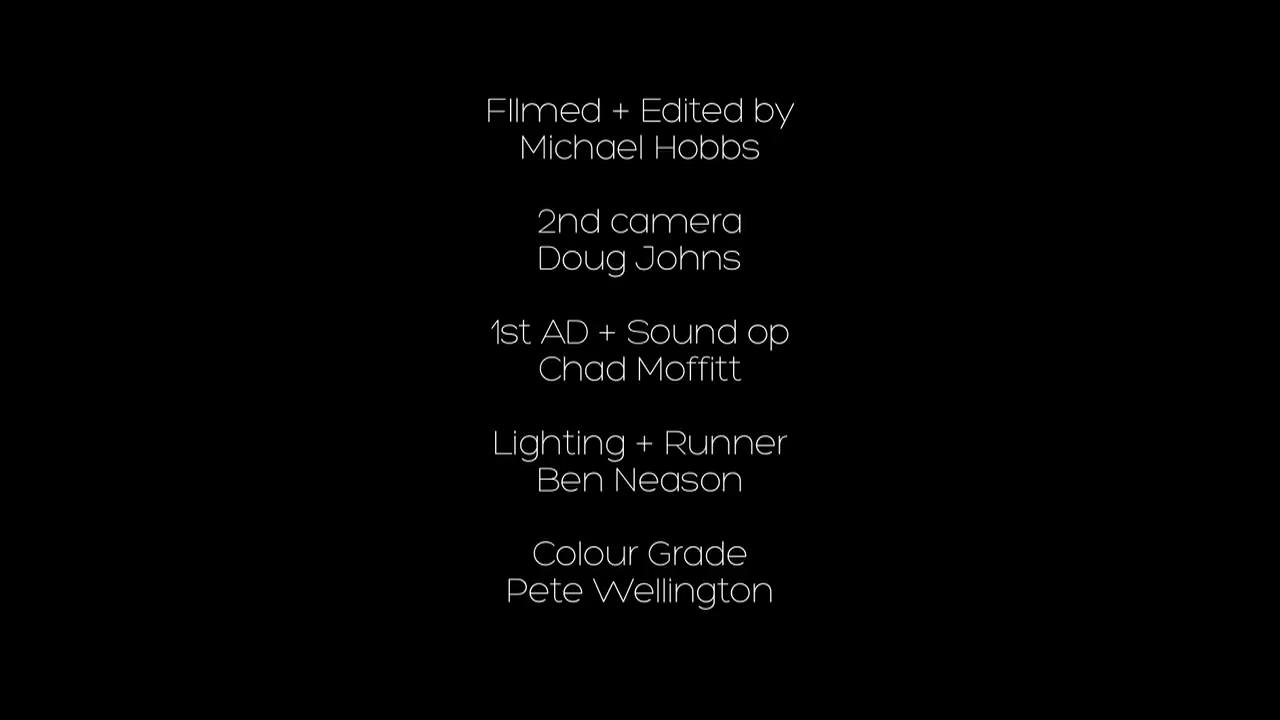 FIlmed + Edited by
Michael Hobbs
2nd camera
Doug Johns
1st AD + Sound op
Chad Moffitt
Lighting + Runner
Ben Neason
Colour Grade
Pete Wellington